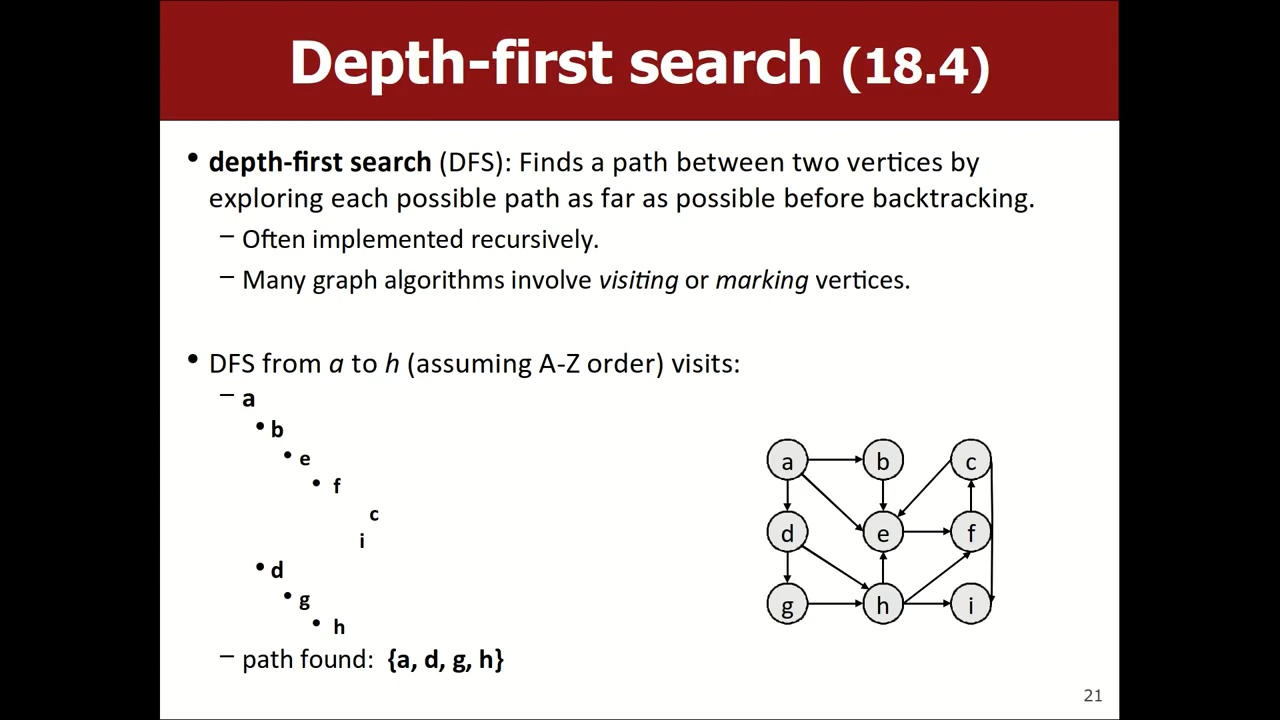 Depth-first search (18.4)
• depth-first search (DFS): Finds a path between two vertices by
exploring each possible path as far as possible before backtracking.
– Often implemented recursively.
– Many graph algorithms involve visiting or marking vertices.
• DFS from a to h (assuming A-Z order) visits:
– a
• b
• e
• f
c
i
• d
• g
• h
– path found: {a, d, g, h}
a b c
d e f
g h i
21